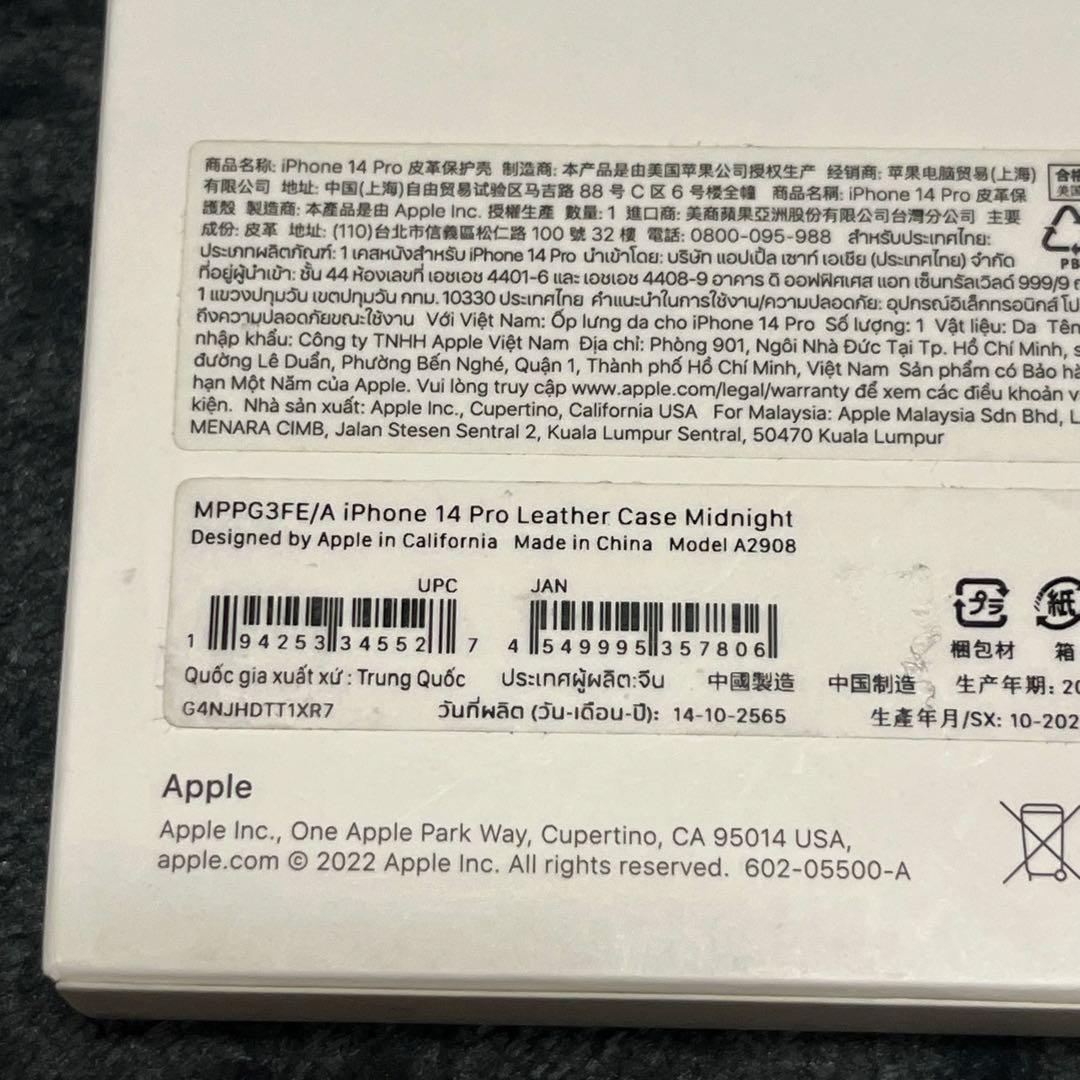 商品名称: iPhone 14 Pro 皮革保护壳 制造商: 本产品是由美国苹果公司授权生产 经销商: 苹果电脑贸易(上海)
有限公司 地址: 中国(上海)自由贸易试验区马吉路 88 号 C 区 6 号楼全幢 商品名稱: iPhone 14 Pro 皮革保
護殼 製造商: 本產品是由 Apple Inc. 授權生產 數量: 1 進口商: 美商蘋果亞洲股份有限公司台灣分公司 主要
成份: 皮革 地址: (110)台北市信義區松仁路 100 號 32 樓 電話: 0800-095-988 สำหรับประเทศไทย:
ประเภทผลิตภัณฑ์: 1 เคสหนังสำหรับ iPhone 14 Pro นำเข้าโดย: บริษัท แอปเปิ้ล เซาท์ เอเชีย (ประเทศไทย) จำกัด
ที่อยู่ผู้นำเข้า: ชั้น 44 ห้องเลขที่ เอชเอช 4401-6 และ เอชเอช 4408-9 อาคาร ดิ ออฟฟิศเศส แอท เซ็นทรัลเวิลด์ 999/9 ถ
1 แขวงปทุมวัน เขตปทุมวัน กทม. 10330 ประเทศไทย คำแนะนำในการใช้งาน/ความปลอดภัย: อุปกรณ์อิเล็กทรอนิกส์ โป
ถึงความปลอดภัยขณะใช้งาน Với Việt Nam: Ốp lưng da cho iPhone 14 Pro Số lượng: 1 Vật liệu: Da Tên
nhập khẩu: Công ty TNHH Apple Việt Nam Địa chỉ: Phòng 901, Ngôi Nhà Đức Tại Tp. Hồ Chí Minh, s
đường Lê Duẩn, Phường Bến Nghé, Quận 1, Thành phố Hồ Chí Minh, Việt Nam Sản phẩm có Bảo hà
hạn Một Năm của Apple. Vui lòng truy cập www.apple.com/legal/warranty để xem các điều khoản v
kiện. Nhà sản xuất: Apple Inc., Cupertino, California USA For Malaysia: Apple Malaysia Sdn Bhd, L
MENARA CIMB, Jalan Stesen Sentral 2, Kuala Lumpur Sentral, 50470 Kuala Lumpur
合格
美国
PB
MPPG3FE/A iPhone 14 Pro Leather Case Midnight
Designed by Apple in California Made in China Model A2908
UPC JAN
1 94253 34552 7 4 549995 357806
プラ 紙
梱包材 箱
Quốc gia xuất xứ : Trung Quốc ประเทศผู้ผลิต:จีน 中國製造 中国制造 生产年期: 20
G4NJHDTT1XR7 วันที่ผลิต (วัน-เดือน-ปี): 14-10-2565 生產年月/SX: 10-202
Apple
Apple Inc., One Apple Park Way, Cupertino, CA 95014 USA,
apple.com © 2022 Apple Inc. All rights reserved. 602-05500-A